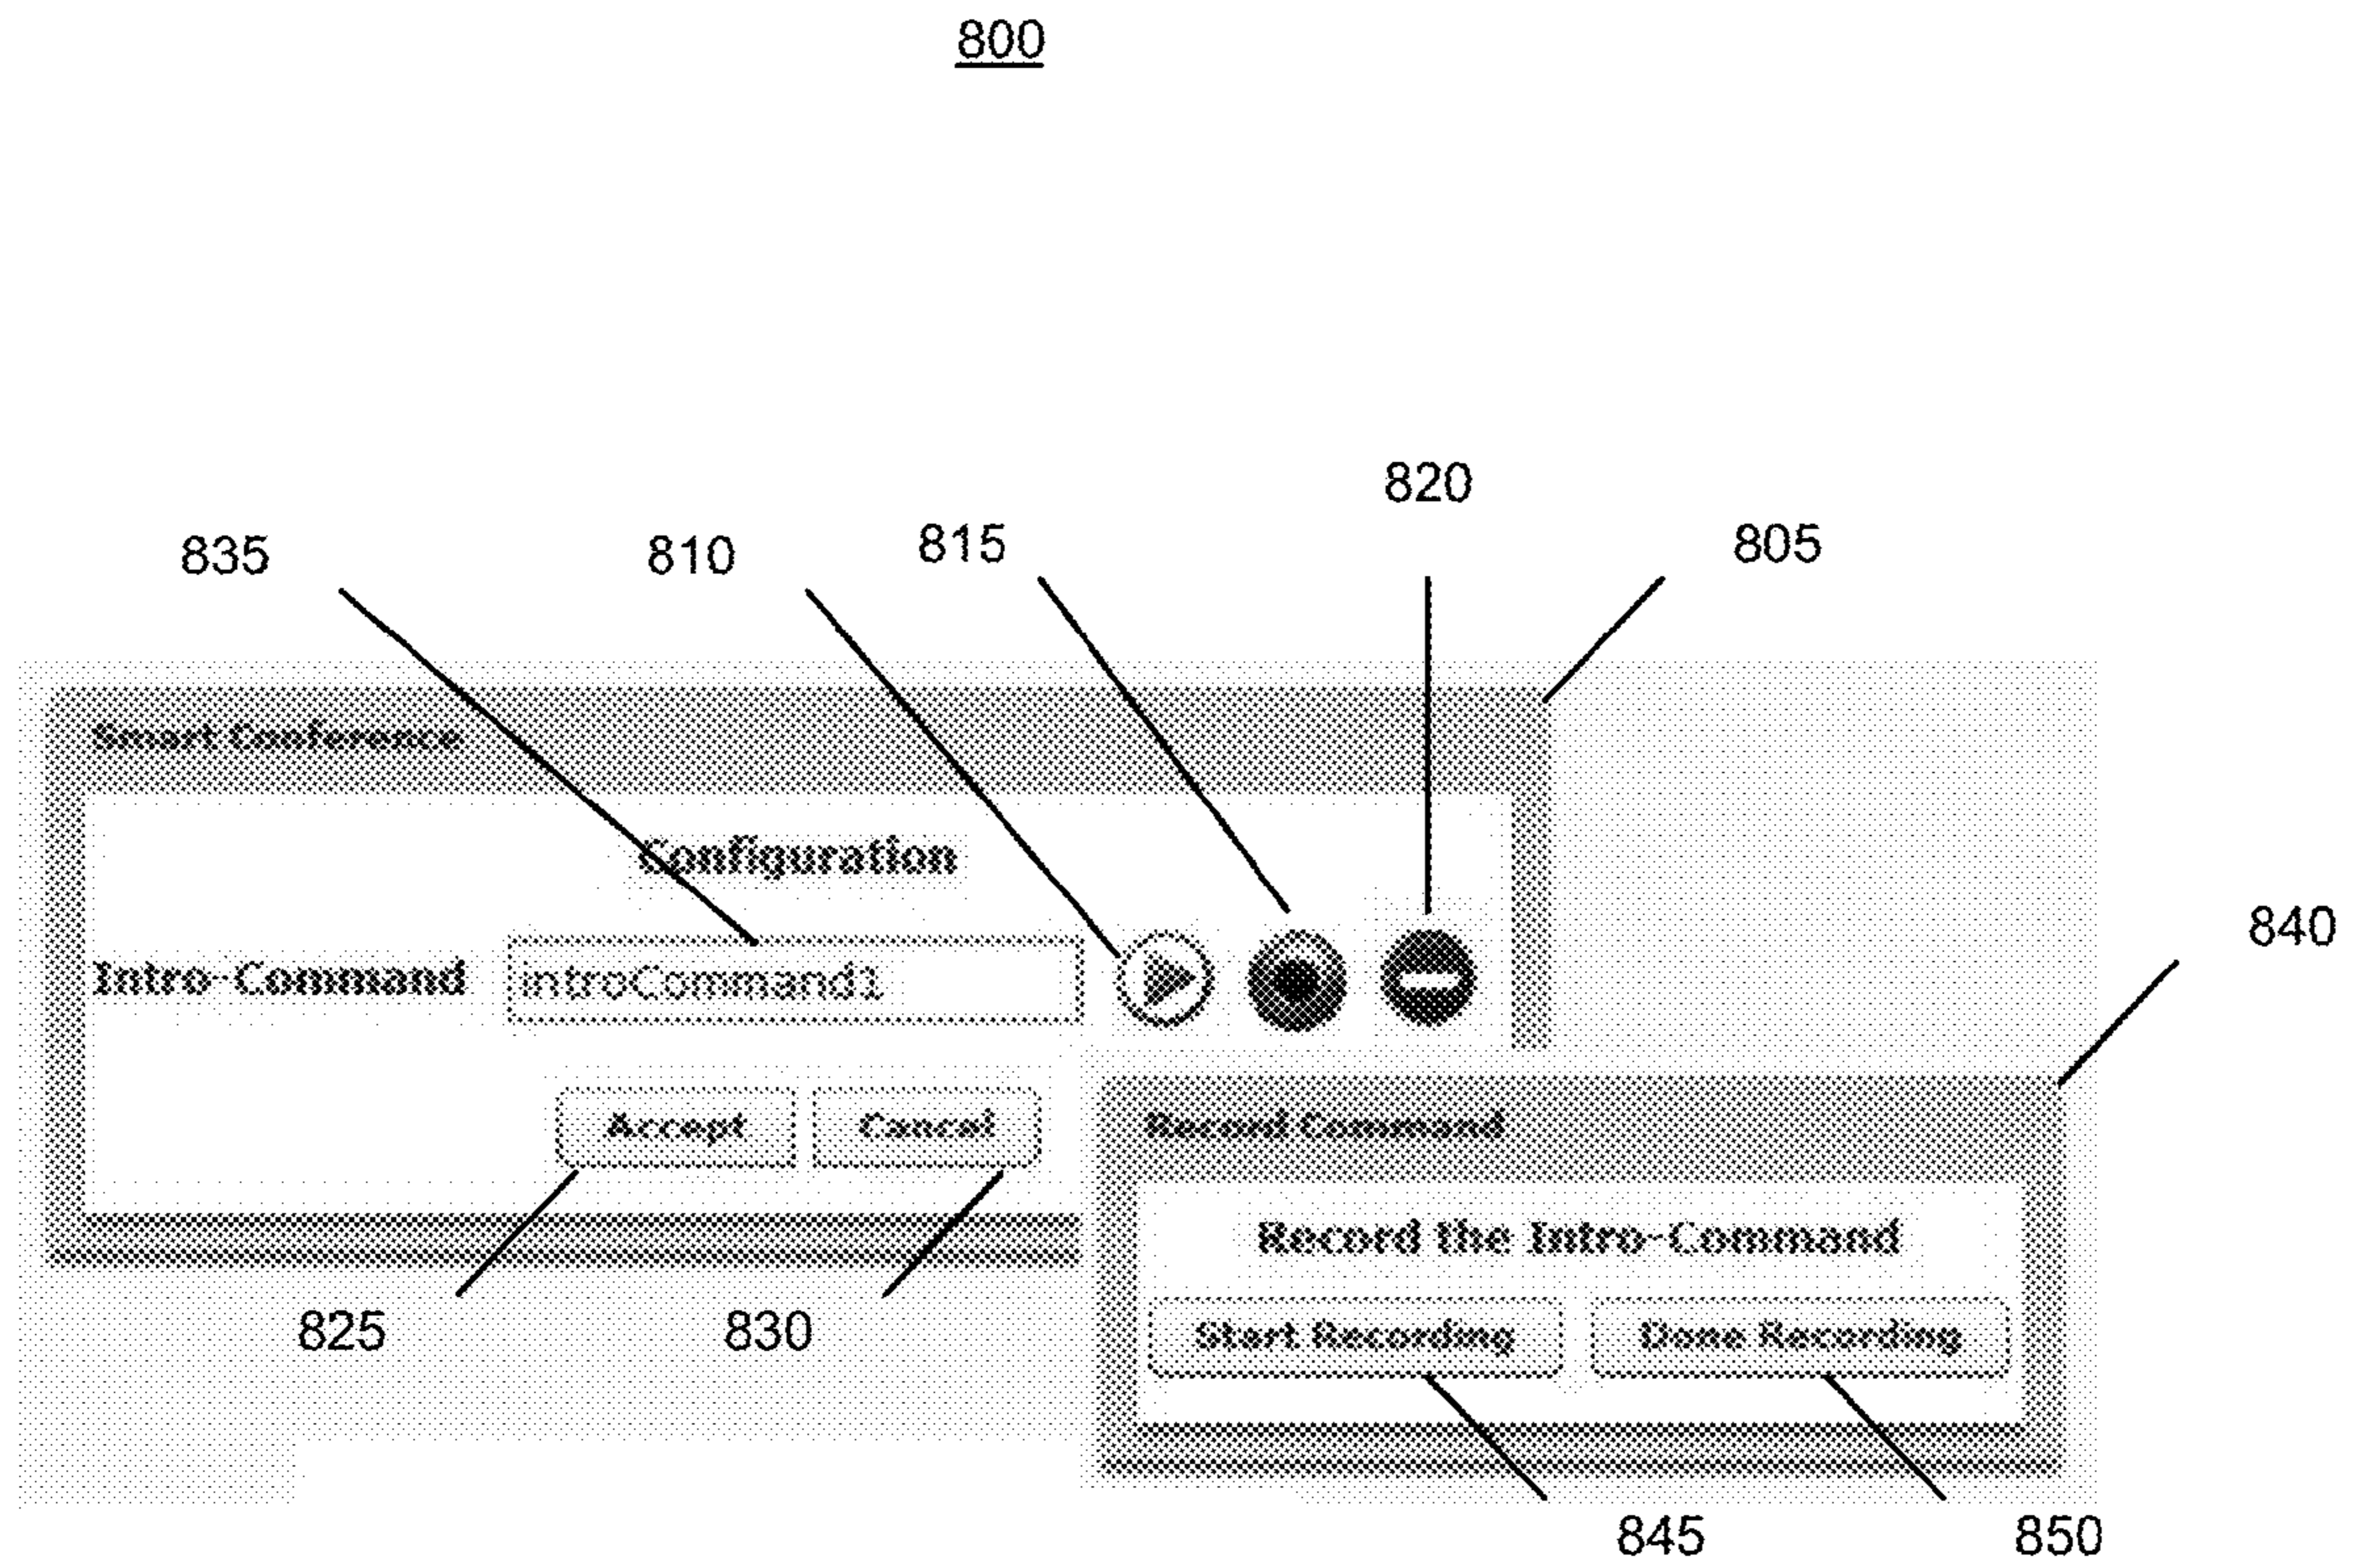 800
820
835 810 815 805
Smart Conference
Configuration
840
Intro-Command introCommand1
Accept Cancel
Record Command
Record the Intro-Command
825 830
Start Recording Done Recording
845 850